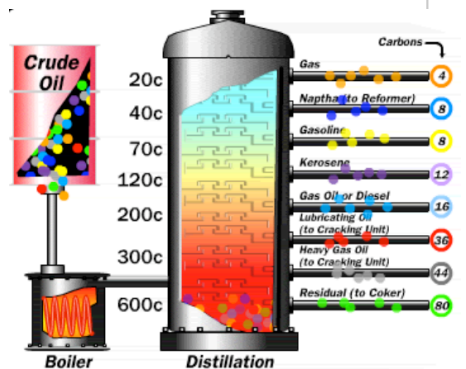 Carbons
Crude
Oil
Gas
20c
4
Naptha (to Reformer)
40c
8
Gasoline
70c
8
Kerosene
120c
12
Gas Oil or Diesel
200c
16
Lubricating Oil
(to Cracking Unit)
36
Heavy Gas Oil
(to Cracking Unit)
300c
44
Residual (to Coker)
600c
80
Boiler
Distillation